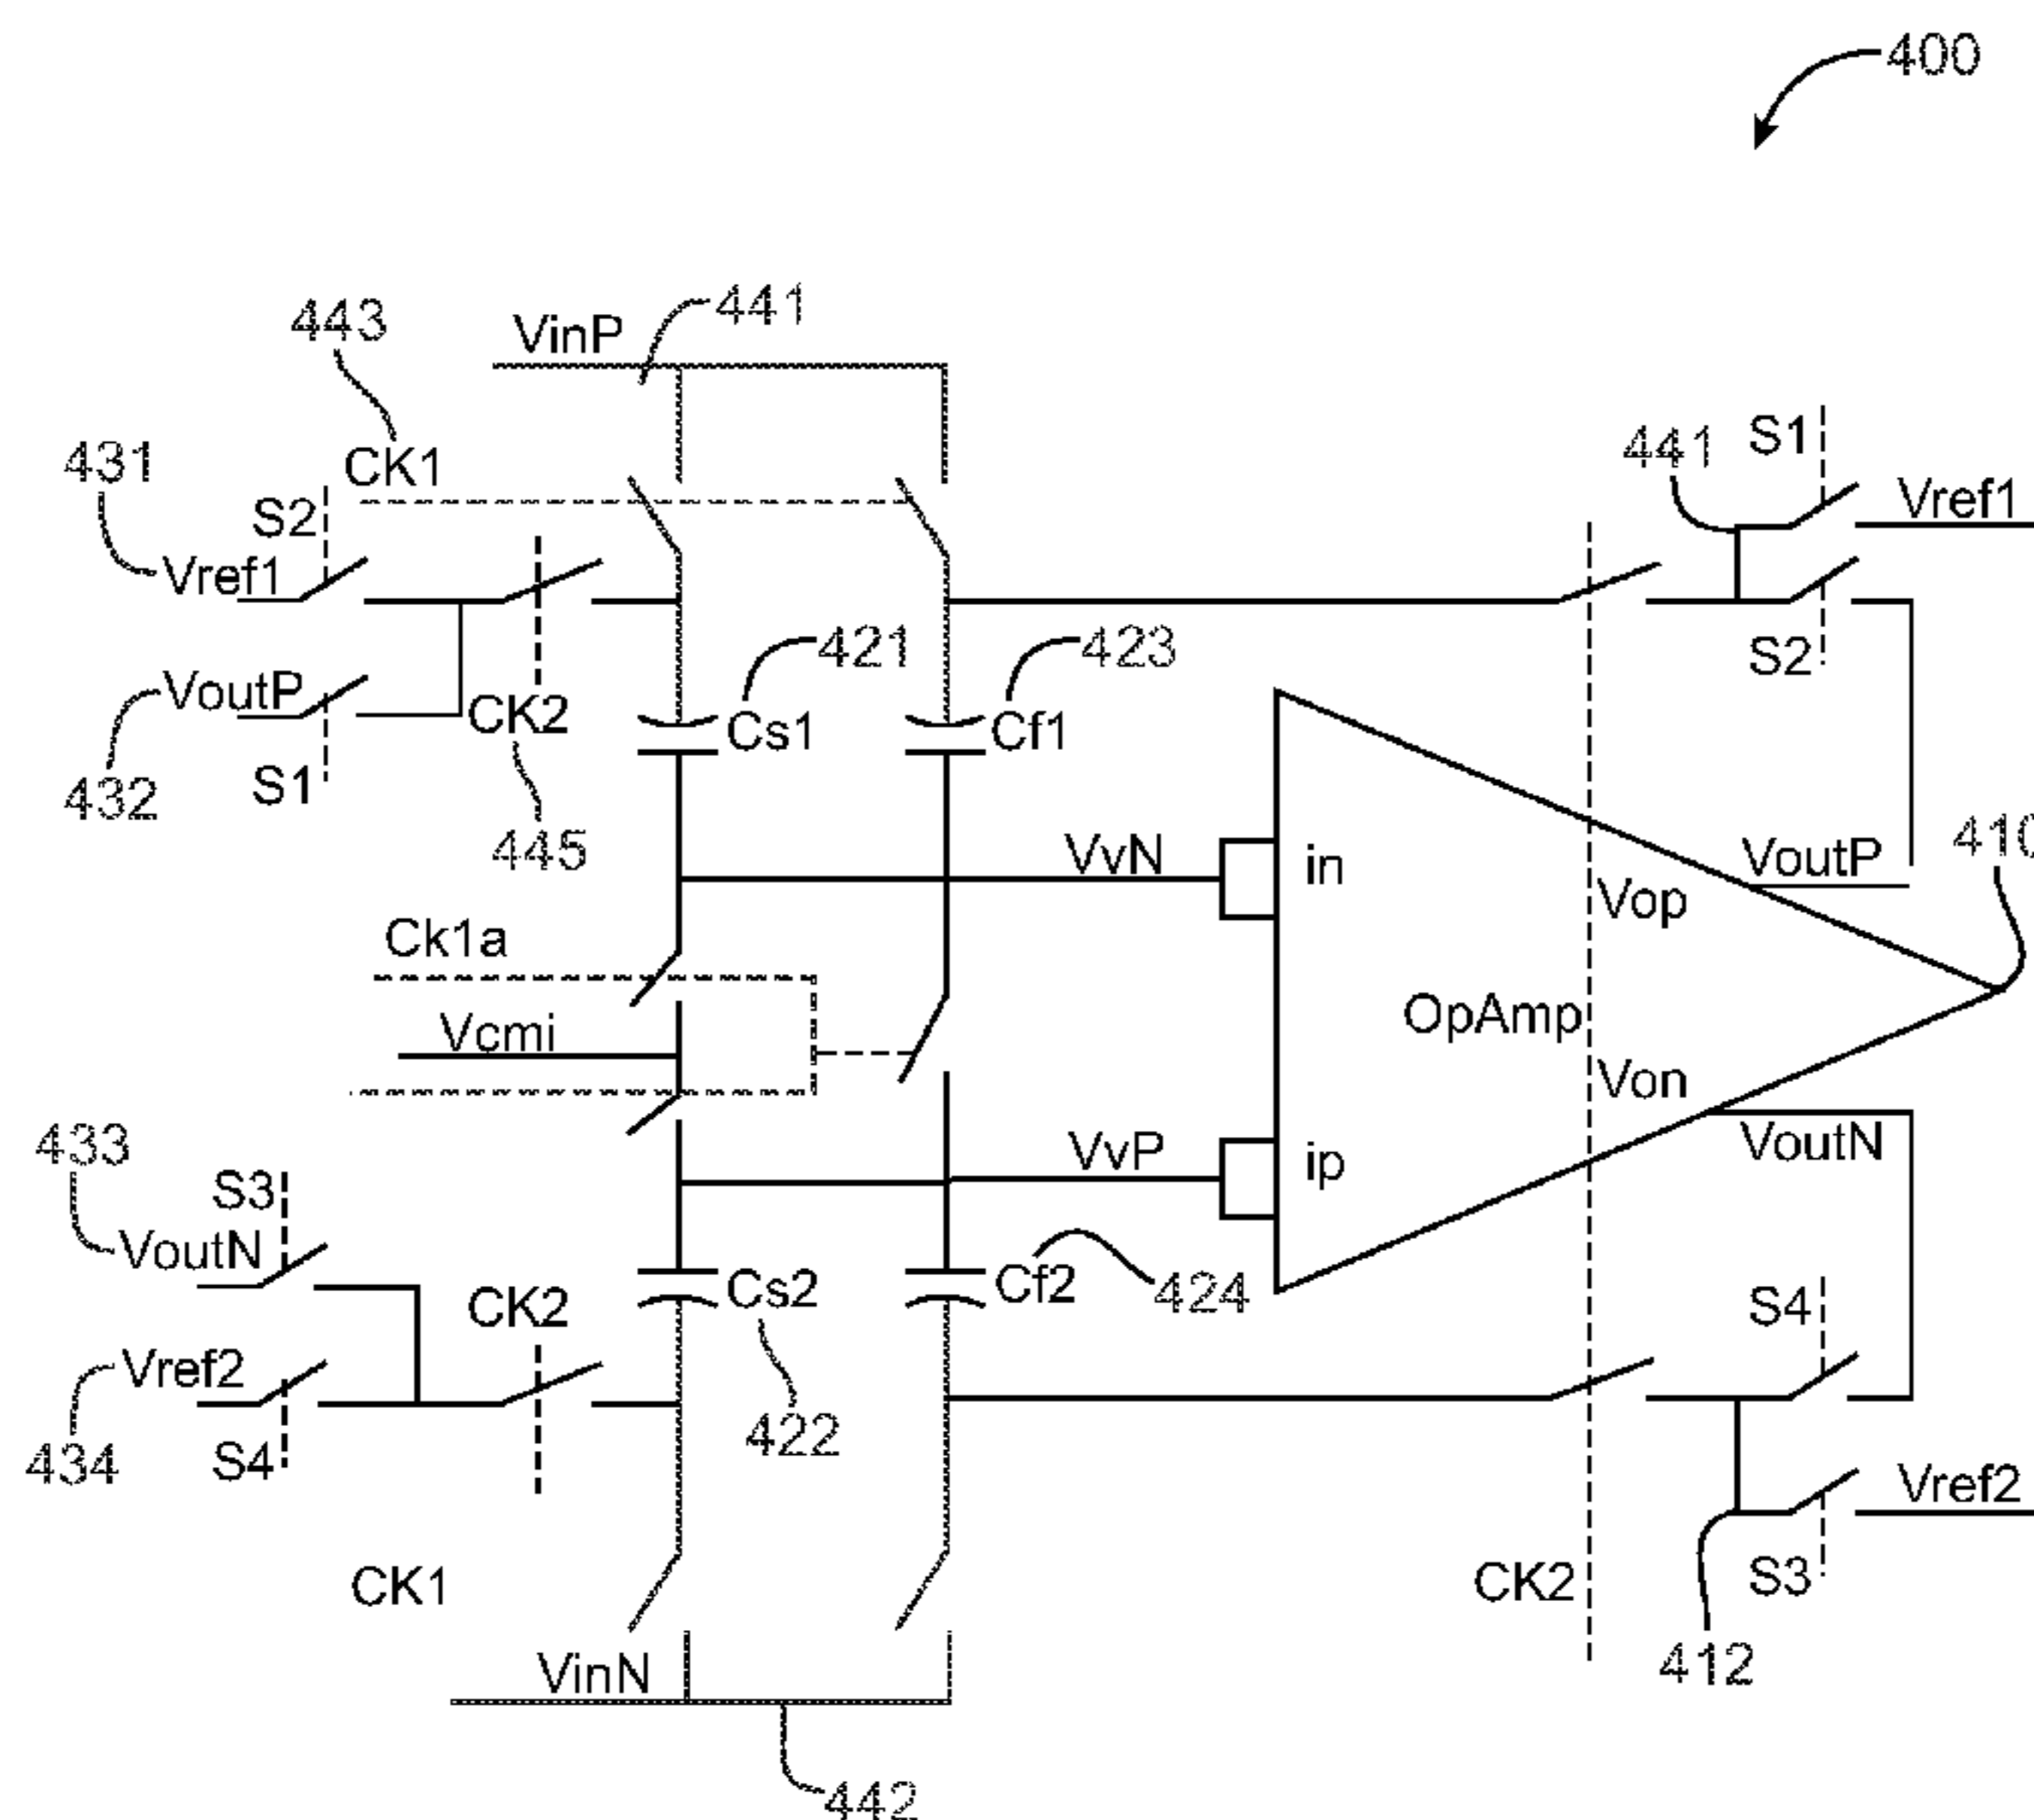 400
443
VinP
441
431
CK1
S2
Vref1
VoutP
S1
432
CK2
445
421
Cs1
423
Cf1
441
S1
Vref1
S2
VvN
in
VoutP
410
Vop
Ck1a
Vcmi
OpAmp
Von
VoutN
433
S3
VoutN
VvP
ip
Vref2
434
S4
CK2
Cs2
422
Cf2
424
S4
Vref2
S3
412
CK1
CK2
VinN
442